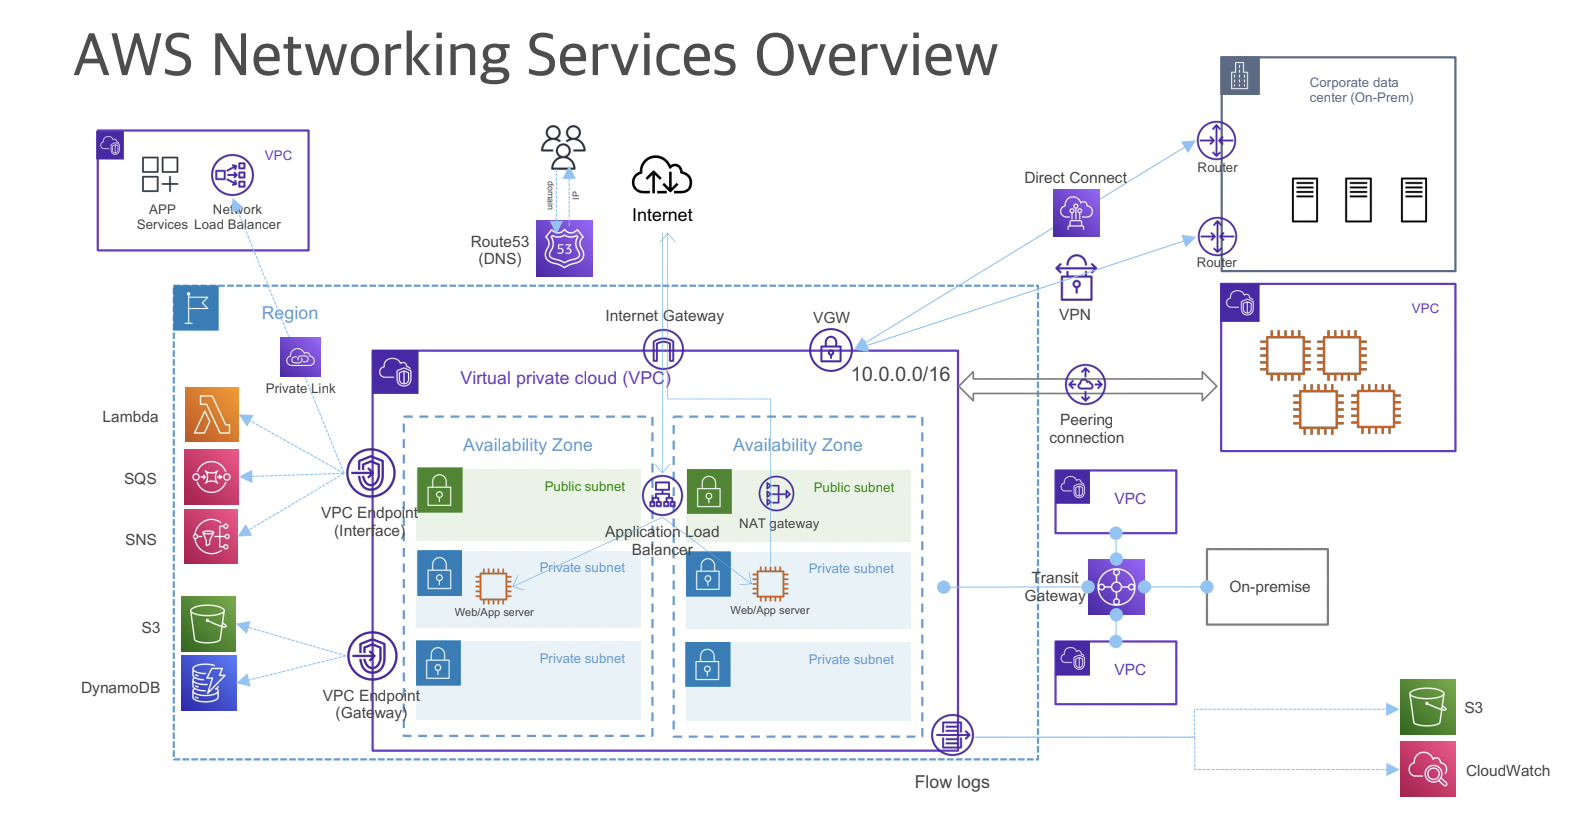 AWS Networking Services Overview
Corporate data
center (On-Prem)
VPC
APP
Services
Network
Load Balancer
domain
IP
Internet
Route53
(DNS)
53
Direct Connect
Router
Router
VPN
Region
Internet Gateway
VGW
VPC
Private Link
Virtual private cloud (VPC)
10.0.0.0/16
Peering
connection
Lambda
SQS
SNS
VPC Endpoint
(Interface)
Availability Zone
Availability Zone
Public subnet
Public subnet
NAT gateway
Application Load
Balancer
Private subnet
Private subnet
Web/App server
Web/App server
Private subnet
Private subnet
S3
DynamoDB
VPC Endpoint
(Gateway)
VPC
Transit
Gateway
On-premise
VPC
Flow logs
S3
CloudWatch